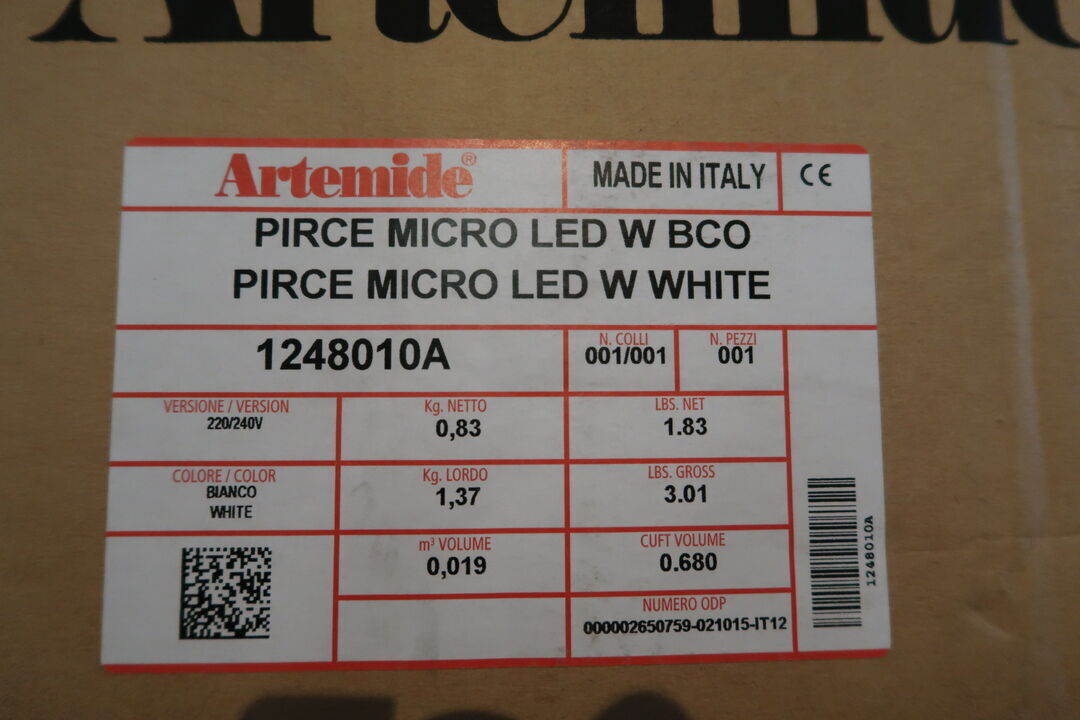 Artemide
Artemide®
MADE IN ITALY
CE
PIRCE MICRO LED W BCO
PIRCE MICRO LED W WHITE
1248010A
N. COLLI
001/001
N. PEZZI
001
VERSIONE / VERSION
220/240V
Kg. NETTO
0,83
LBS. NET
1.83
COLORE / COLOR
BIANCO
WHITE
Kg. LORDO
1,37
LBS. GROSS
3.01
m³ VOLUME
0,019
CUFT VOLUME
0.680
NUMERO ODP
000002650759-021015-IT12
1248010A